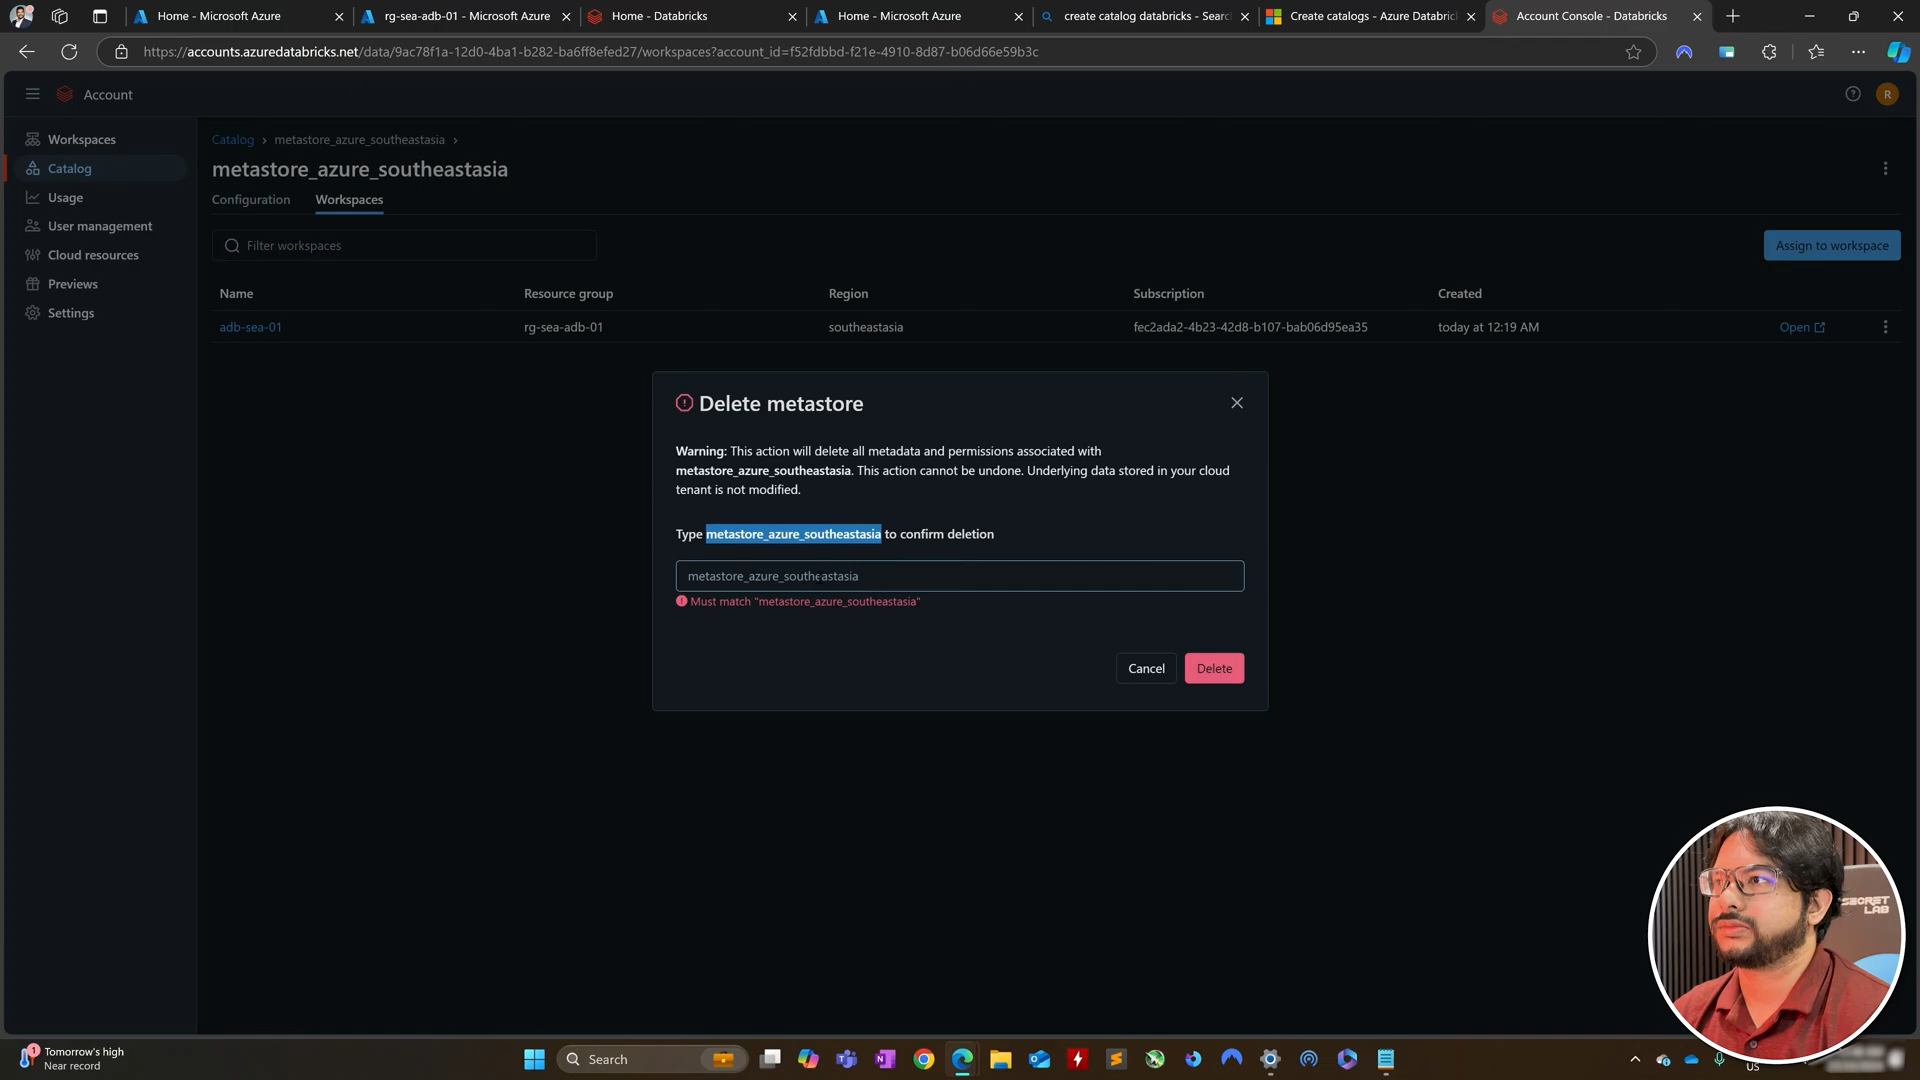 Home - Microsoft Azure
rg-sea-adb-01 - Microsoft Azure
Home - Databricks
Home - Microsoft Azure
create catalog databricks - Searc
Create catalogs - Azure Databric
Account Console - Databricks
https://accounts.azuredatabricks.net/data/9ac78f1a-12d0-4ba1-b282-ba6ff8efed27/workspaces?account_id=f52fdbbd-f21e-4910-8d87-b06d66e59b3c
Account
R
Workspaces
Catalog
Usage
User management
Cloud resources
Previews
Settings
Catalog › metastore_azure_southeastasia ›
metastore_azure_southeastasia
Configuration Workspaces
Filter workspaces
Assign to workspace
Name Resource group Region Subscription Created
adb-sea-01 rg-sea-adb-01 southeastasia fec2ada2-4b23-42d8-b107-bab06d95ea35 today at 12:19 AM Open
Delete metastore
Warning: This action will delete all metadata and permissions associated with
metastore_azure_southeastasia. This action cannot be undone. Underlying data stored in your cloud
tenant is not modified.
Type metastore_azure_southeastasia to confirm deletion
metastore_azure_southeastasia
Must match "metastore_azure_southeastasia"
Cancel Delete
SECRET
LAB
1
Tomorrow's high
Near record
Search
US